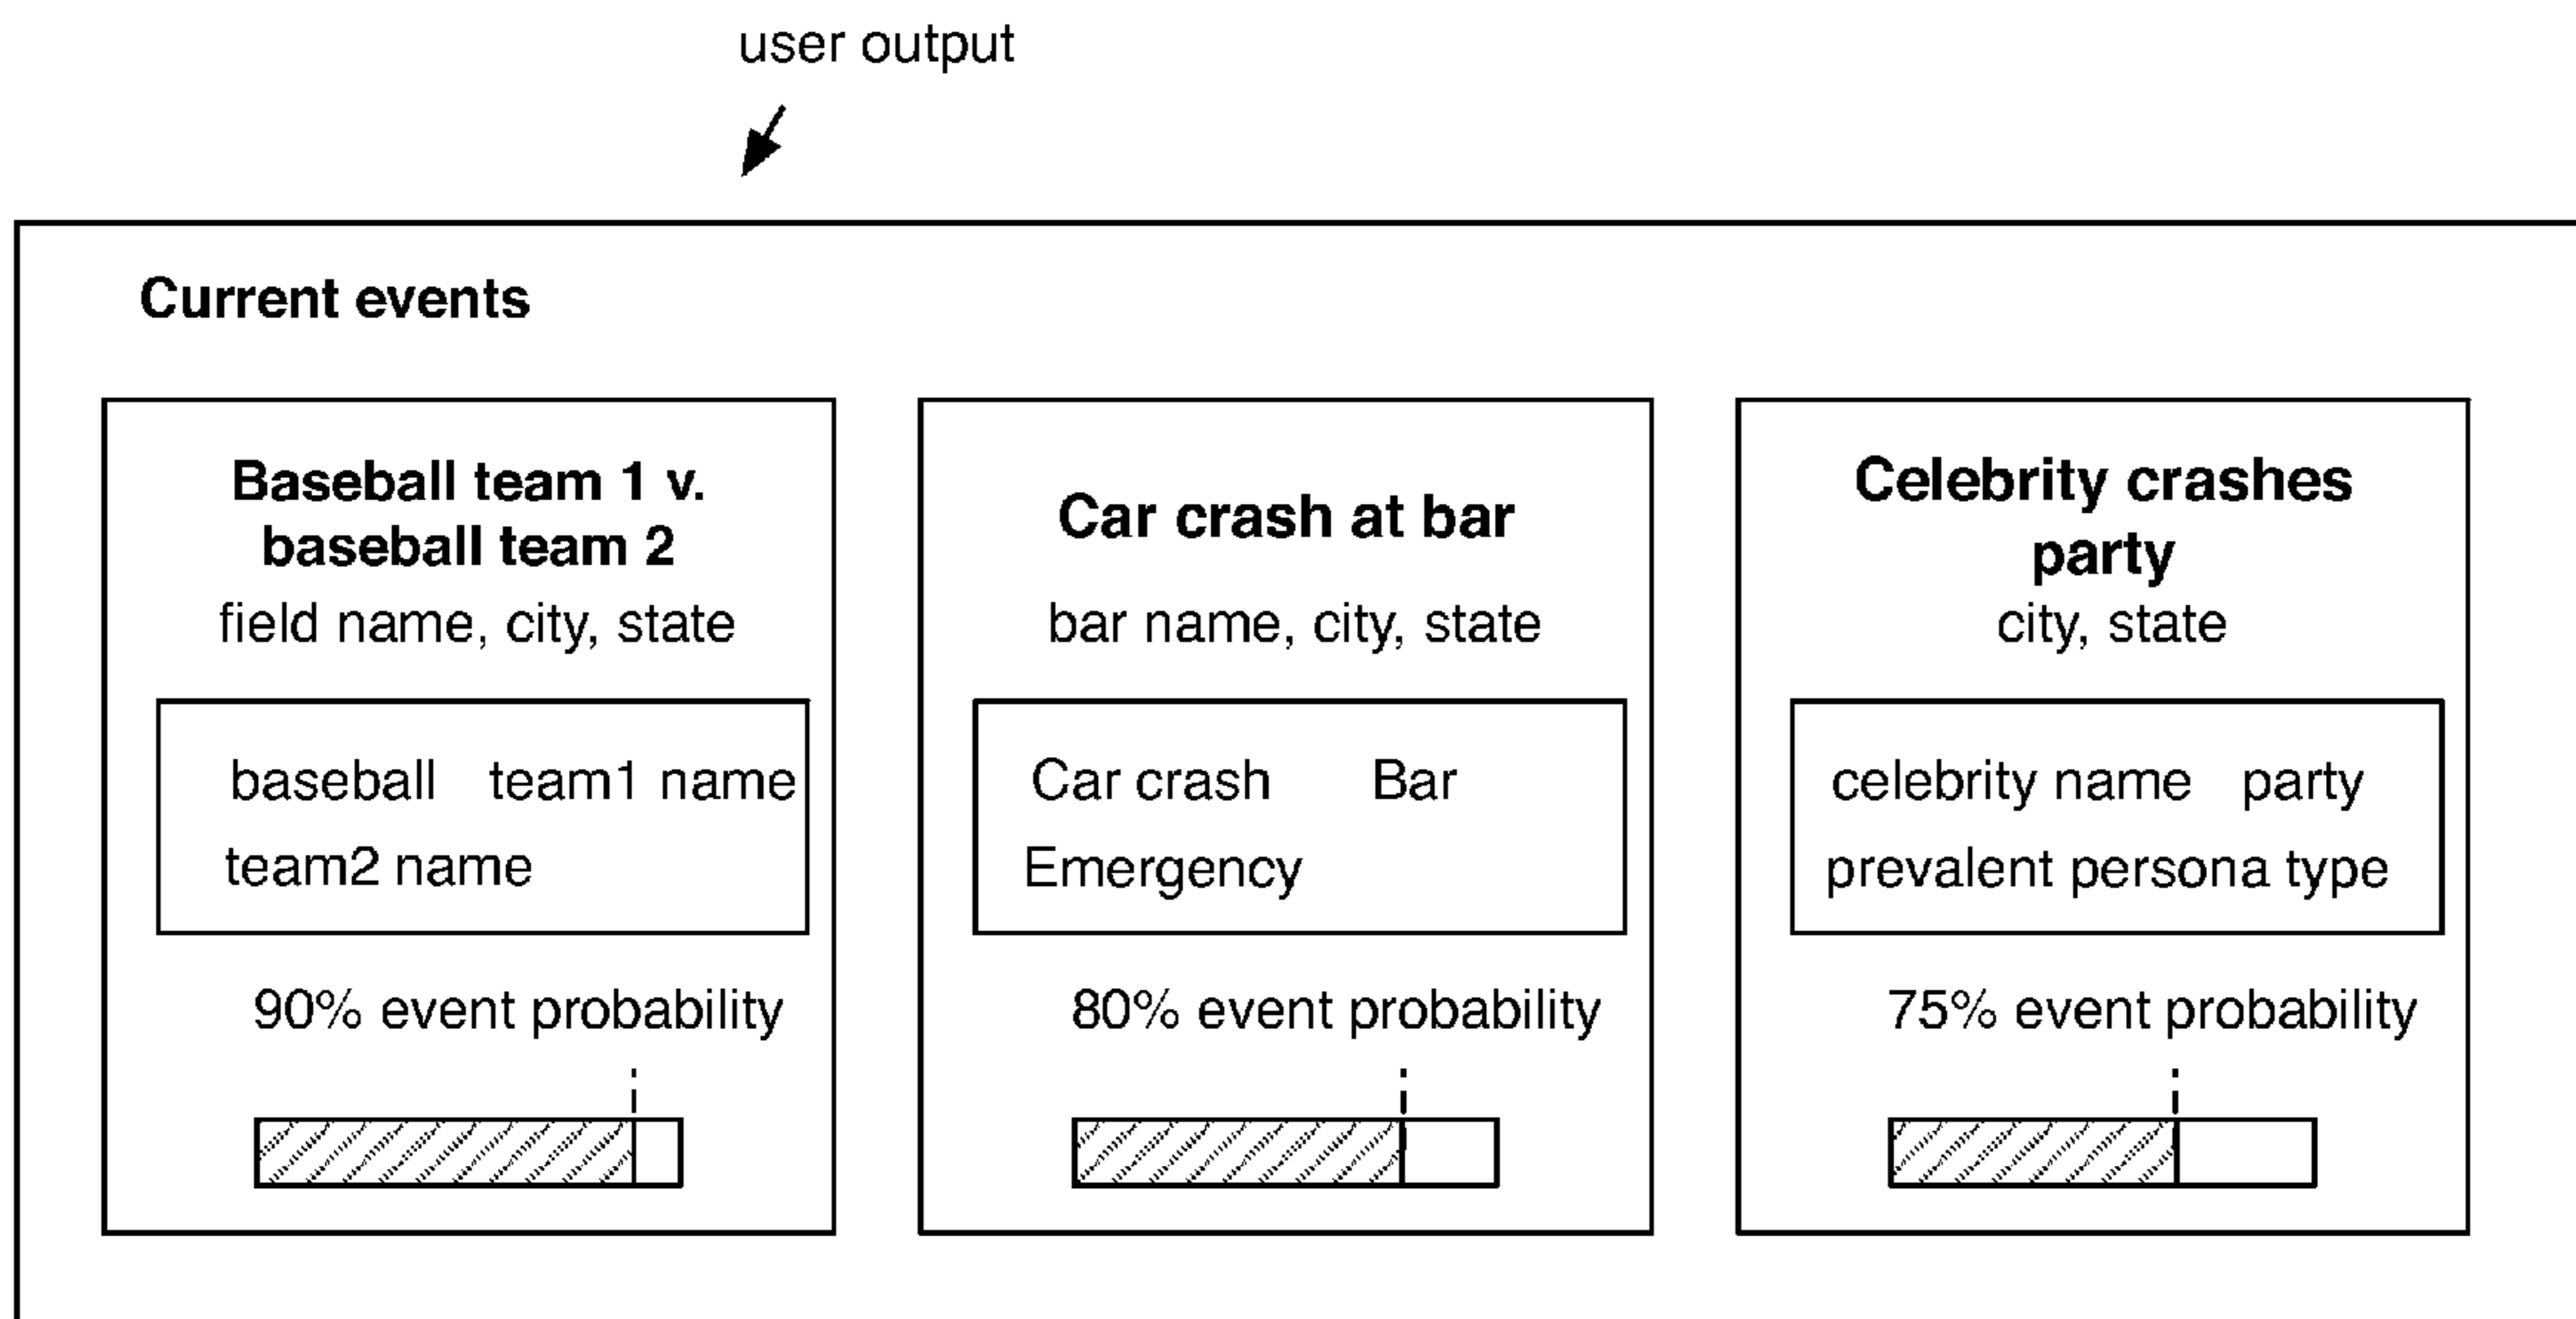 user output
Current events
Baseball team 1 v.
baseball team 2
field name, city, state
baseball team1 name
team2 name
90% event probability
Car crash at bar
bar name, city, state
Car crash Bar
Emergency
80% event probability
Celebrity crashes
party
city, state
celebrity name party
prevalent persona type
75% event probability